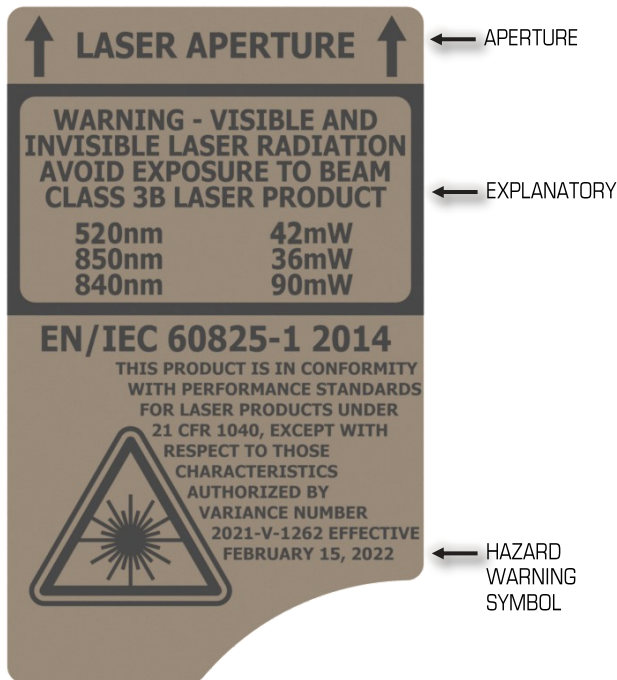 LASER APERTURE
APERTURE
WARNING - VISIBLE AND
INVISIBLE LASER RADIATION
AVOID EXPOSURE TO BEAM
CLASS 3B LASER PRODUCT
EXPLANATORY
520nm 42mW
850nm 36mW
840nm 90mW
EN/IEC 60825-1 2014
THIS PRODUCT IS IN CONFORMITY
WITH PERFORMANCE STANDARDS
FOR LASER PRODUCTS UNDER
21 CFR 1040, EXCEPT WITH
RESPECT TO THOSE
CHARACTERISTICS
AUTHORIZED BY
VARIANCE NUMBER
2021-V-1262 EFFECTIVE
FEBRUARY 15, 2022
HAZARD
WARNING
SYMBOL